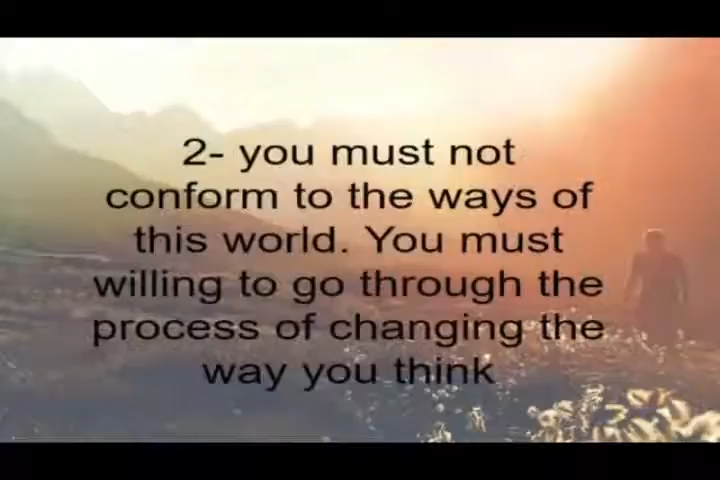 2- you must not
conform to the ways of
this world. You must
willing to go through the
process of changing the
way you think